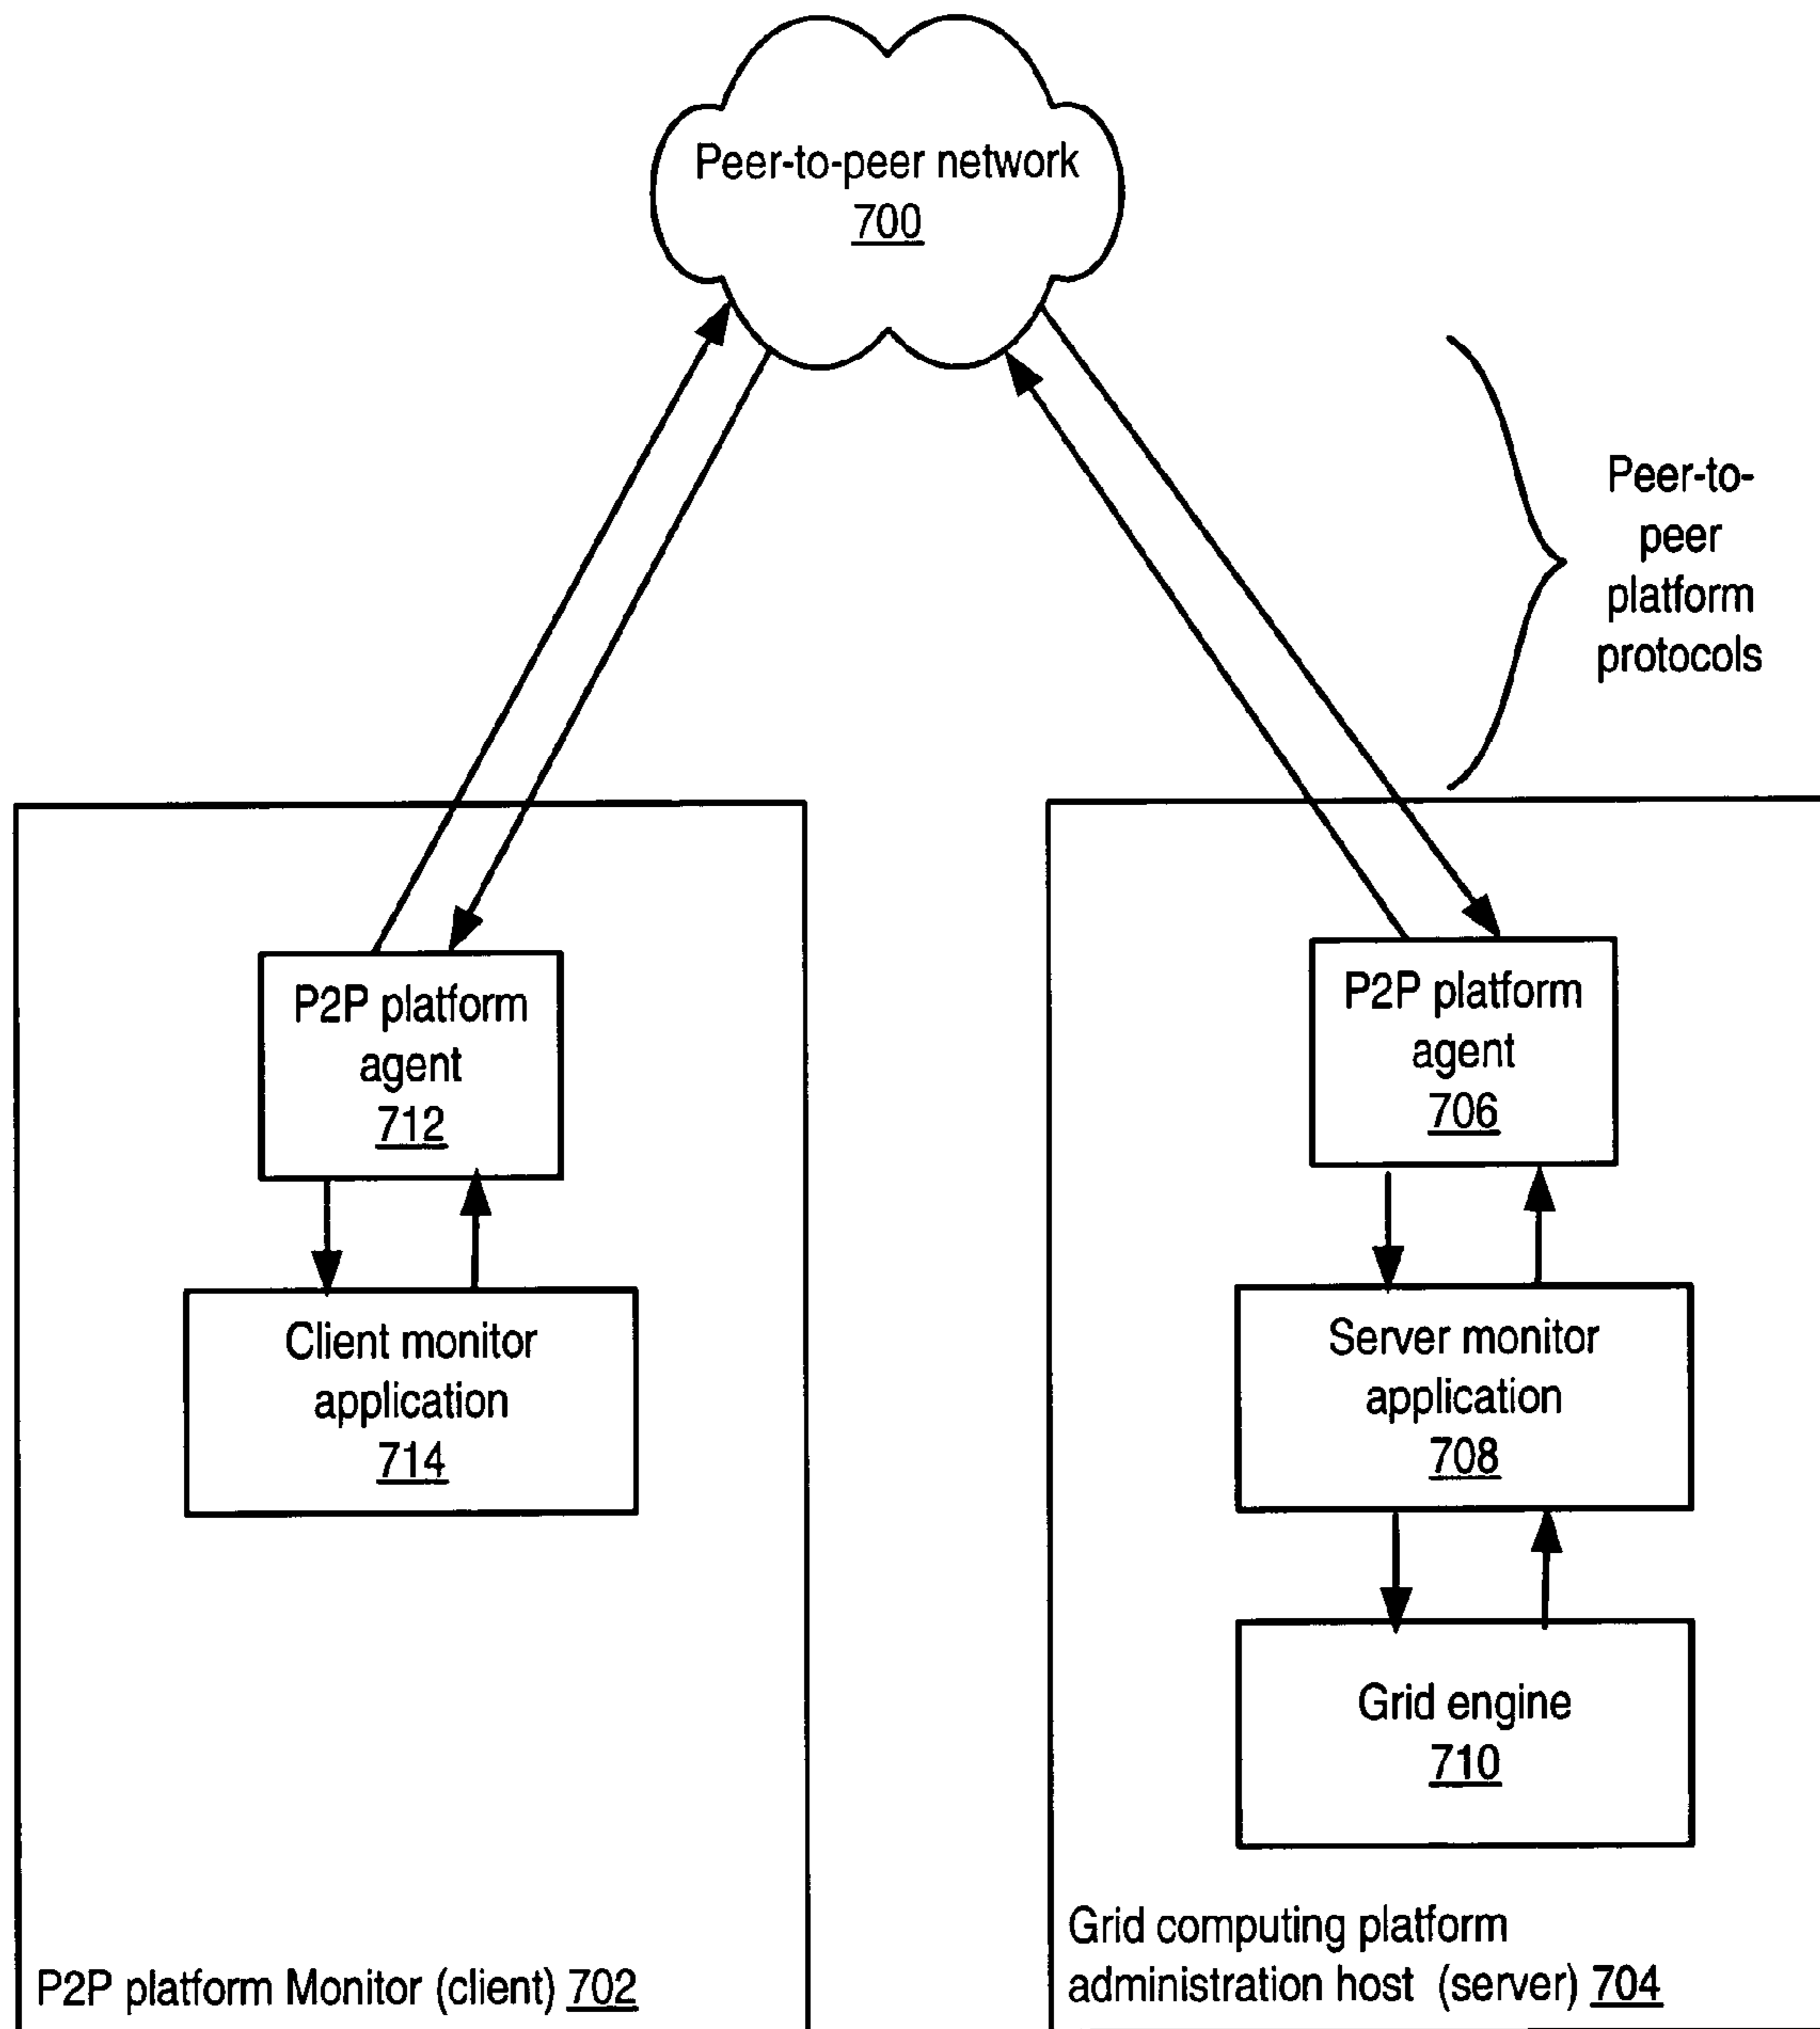 Peer-to-peer network
700
Peer-to-
peer
platform
protocols
P2P platform
agent
712
Client monitor
application
714
P2P platform Monitor (client) 702
P2P platform
agent
706
Server monitor
application
708
Grid engine
710
Grid computing platform
administration host (server) 704